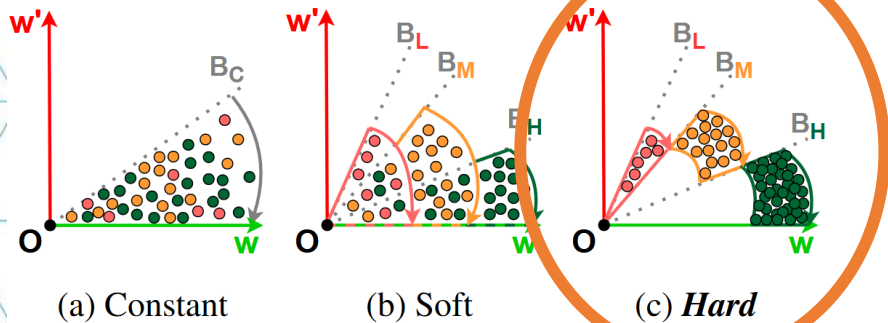 w'
B_C
O
w
(a) Constant
w'
B_L
B_M
B_H
O
w
(b) Soft
w'
B_L
B_M
B_H
O
w
(c) Hard